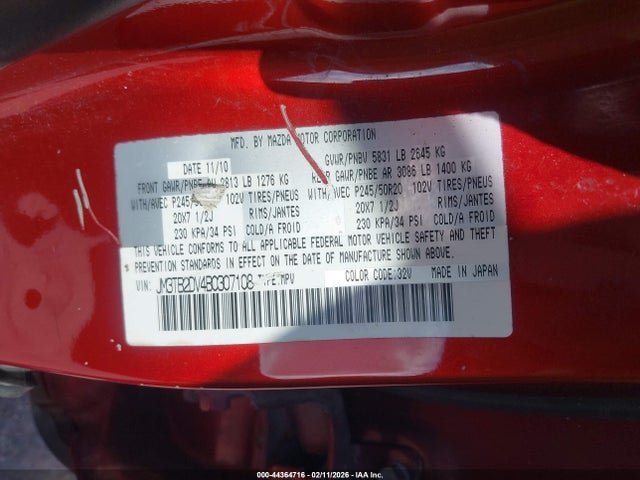 MFD. BY MAZDA MOTOR CORPORATION
DATE 11/10 GVWR/PNBV 5831 LB 2645 KG
FRONT GAWR/PNBE 2813 LB 1276 KG REAR GAWR/PNBE AR 3086 LB 1400 KG
WITH/AVEC P245/ 102V TIRES/PNEUS WITH/AVEC P245/50R20 102V TIRES/PNEUS
20X7 1/2J RIMS/JANTES 20X7 1/2J RIMS/JANTES
230 KPA/34 PSI COLD/A FROID 230 KPA/34 PSI COLD/A FROID
THIS VEHICLE CONFORMS TO ALL APPLICABLE FEDERAL MOTOR VEHICLE SAFETY AND THEFT
PREVENTION STANDARDS IN EFFECT ON THE DATE OF MANUFACTURE SHOWN ABOVE.
VIN: JM3TB2DV4B0307108 TYPE:MPV COLOR CODE:32V MADE IN JAPAN
000-44364716 - 02/11/2026 - IAA Inc.